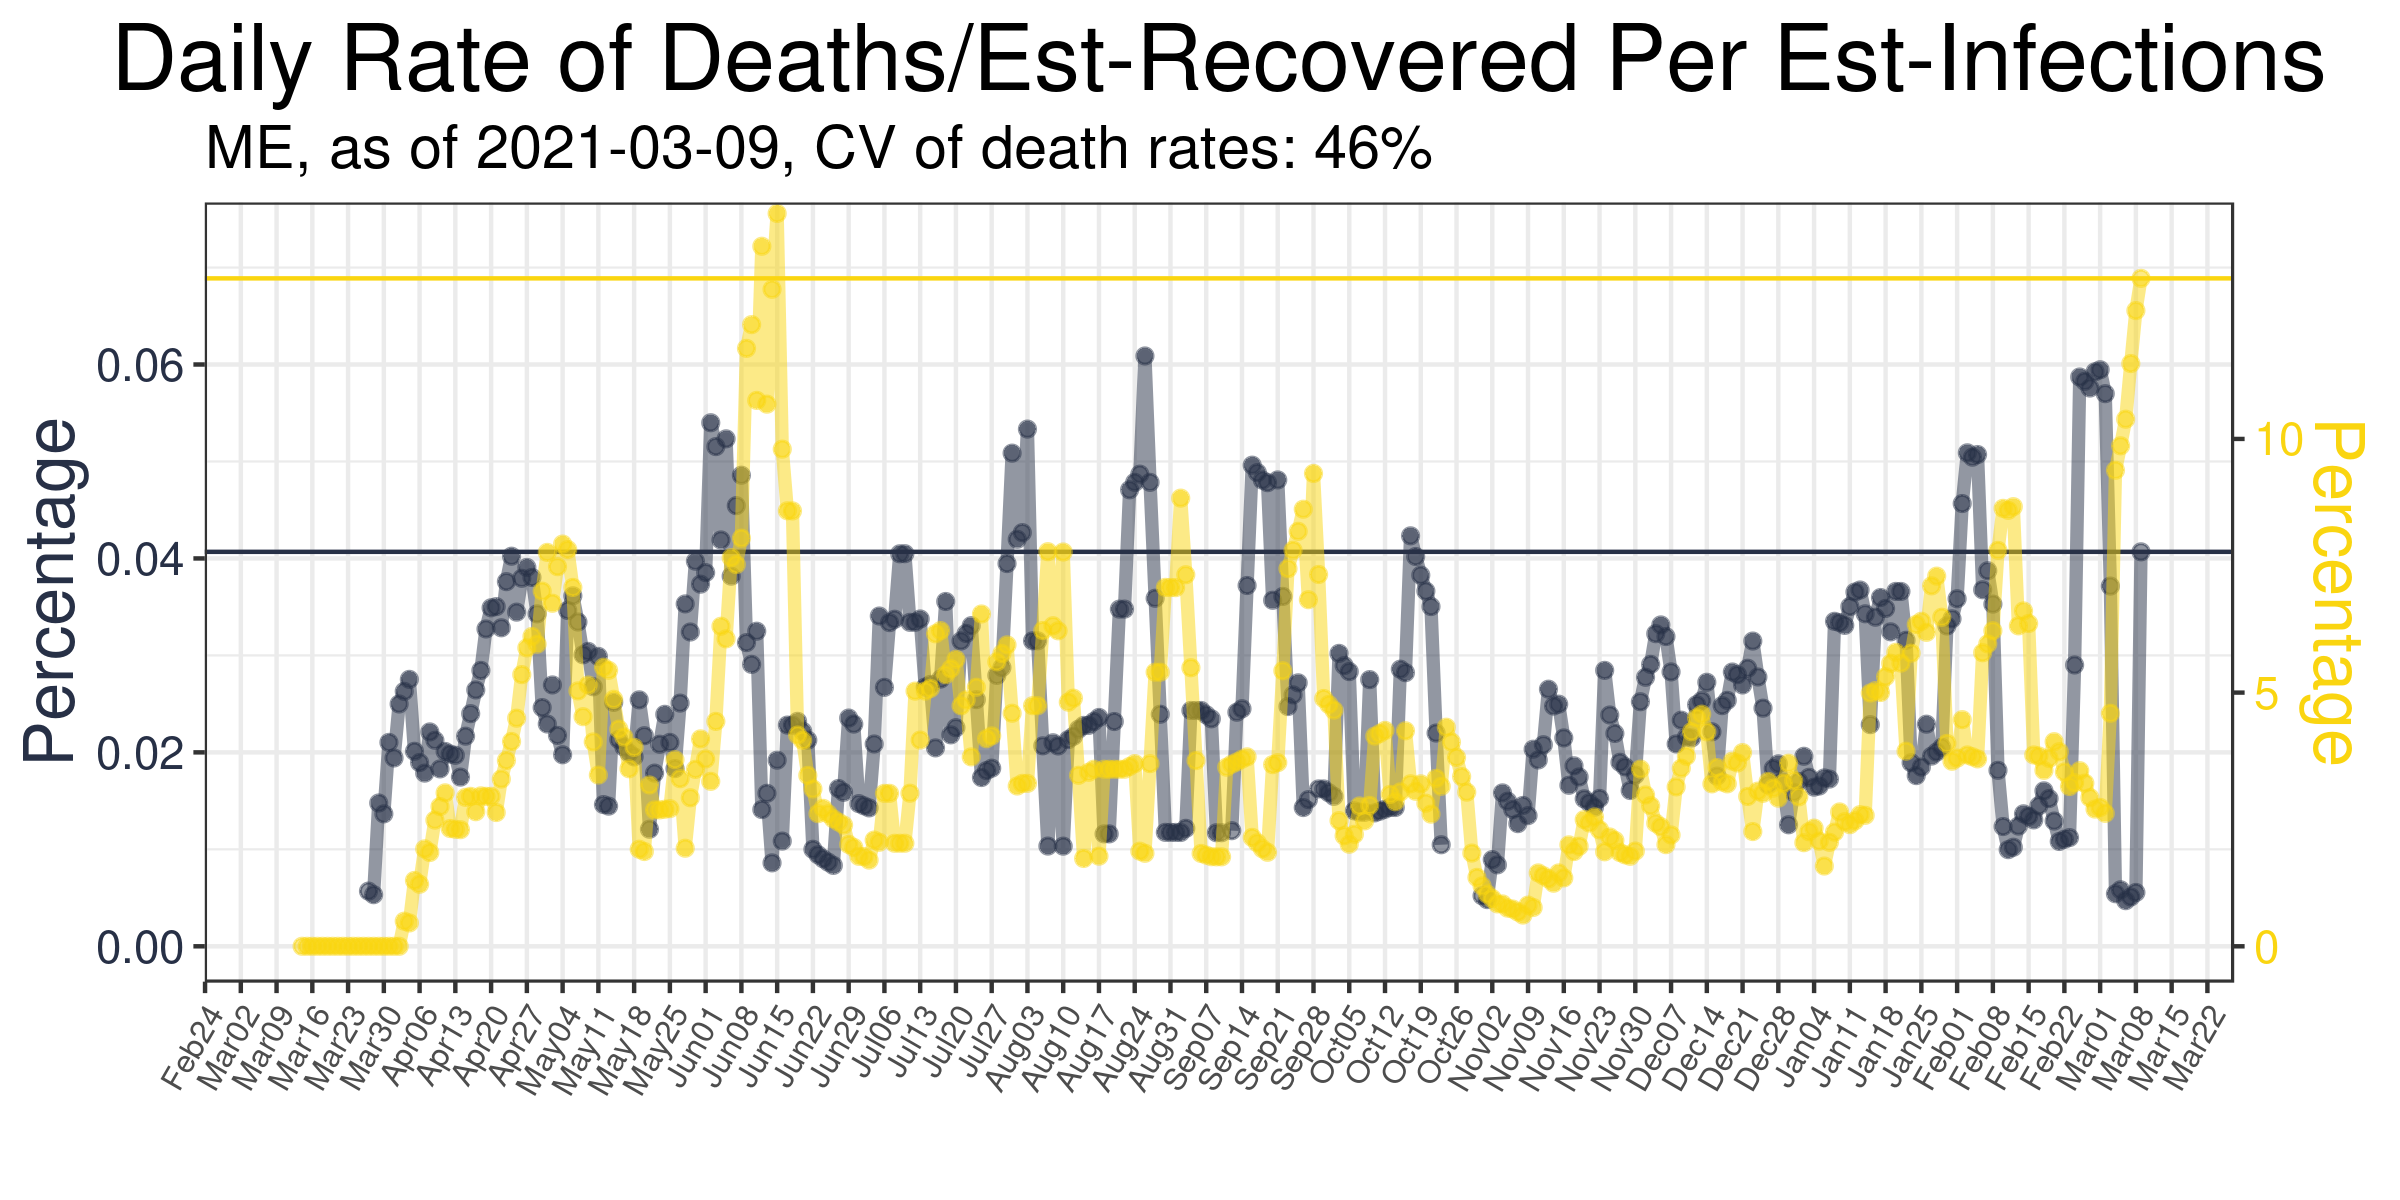 Daily Rate of Deaths/Est-Recovered Per Est-Infections
ME, as of 2021-03-09, CV of death rates: 46%
Percentage
0.06
0.04
0.02
0.00
10
5
0
Percentage
Feb24
Mar02
Mar09
Mar16
Mar23
Mar30
Apr06
Apr13
Apr20
Apr27
May04
May11
May18
May25
Jun01
Jun08
Jun15
Jun22
Jun29
Jul06
Jul13
Jul20
Jul27
Aug03
Aug10
Aug17
Aug24
Aug31
Sep07
Sep14
Sep21
Sep28
Oct05
Oct12
Oct19
Oct26
Nov02
Nov09
Nov16
Nov23
Nov30
Dec07
Dec14
Dec21
Dec28
Jan04
Jan11
Jan18
Jan25
Feb01
Feb08
Feb15
Feb22
Mar01
Mar08
Mar15
Mar22